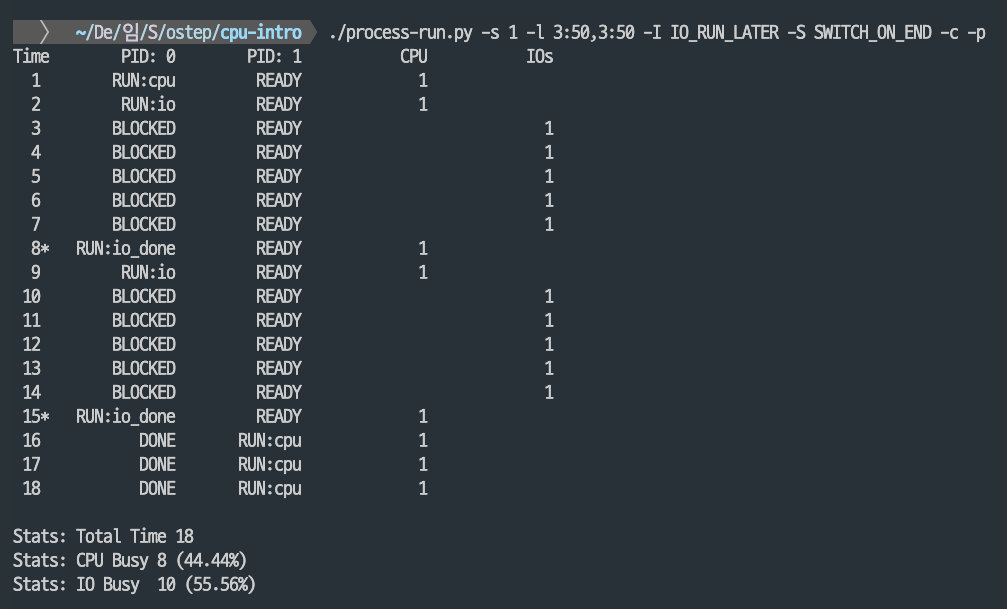 ~/De/임/S/ostep/cpu-intro ./process-run.py -s 1 -l 3:50,3:50 -I IO_RUN_LATER -S SWITCH_ON_END -c -p
Time PID: 0 PID: 1 CPU IOs
1 RUN:cpu READY 1
2 RUN:io READY 1
3 BLOCKED READY 1
4 BLOCKED READY 1
5 BLOCKED READY 1
6 BLOCKED READY 1
7 BLOCKED READY 1
8* RUN:io_done READY 1
9 RUN:io READY 1
10 BLOCKED READY 1
11 BLOCKED READY 1
12 BLOCKED READY 1
13 BLOCKED READY 1
14 BLOCKED READY 1
15* RUN:io_done READY 1
16 DONE RUN:cpu 1
17 DONE RUN:cpu 1
18 DONE RUN:cpu 1
Stats: Total Time 18
Stats: CPU Busy 8 (44.44%)
Stats: IO Busy 10 (55.56%)